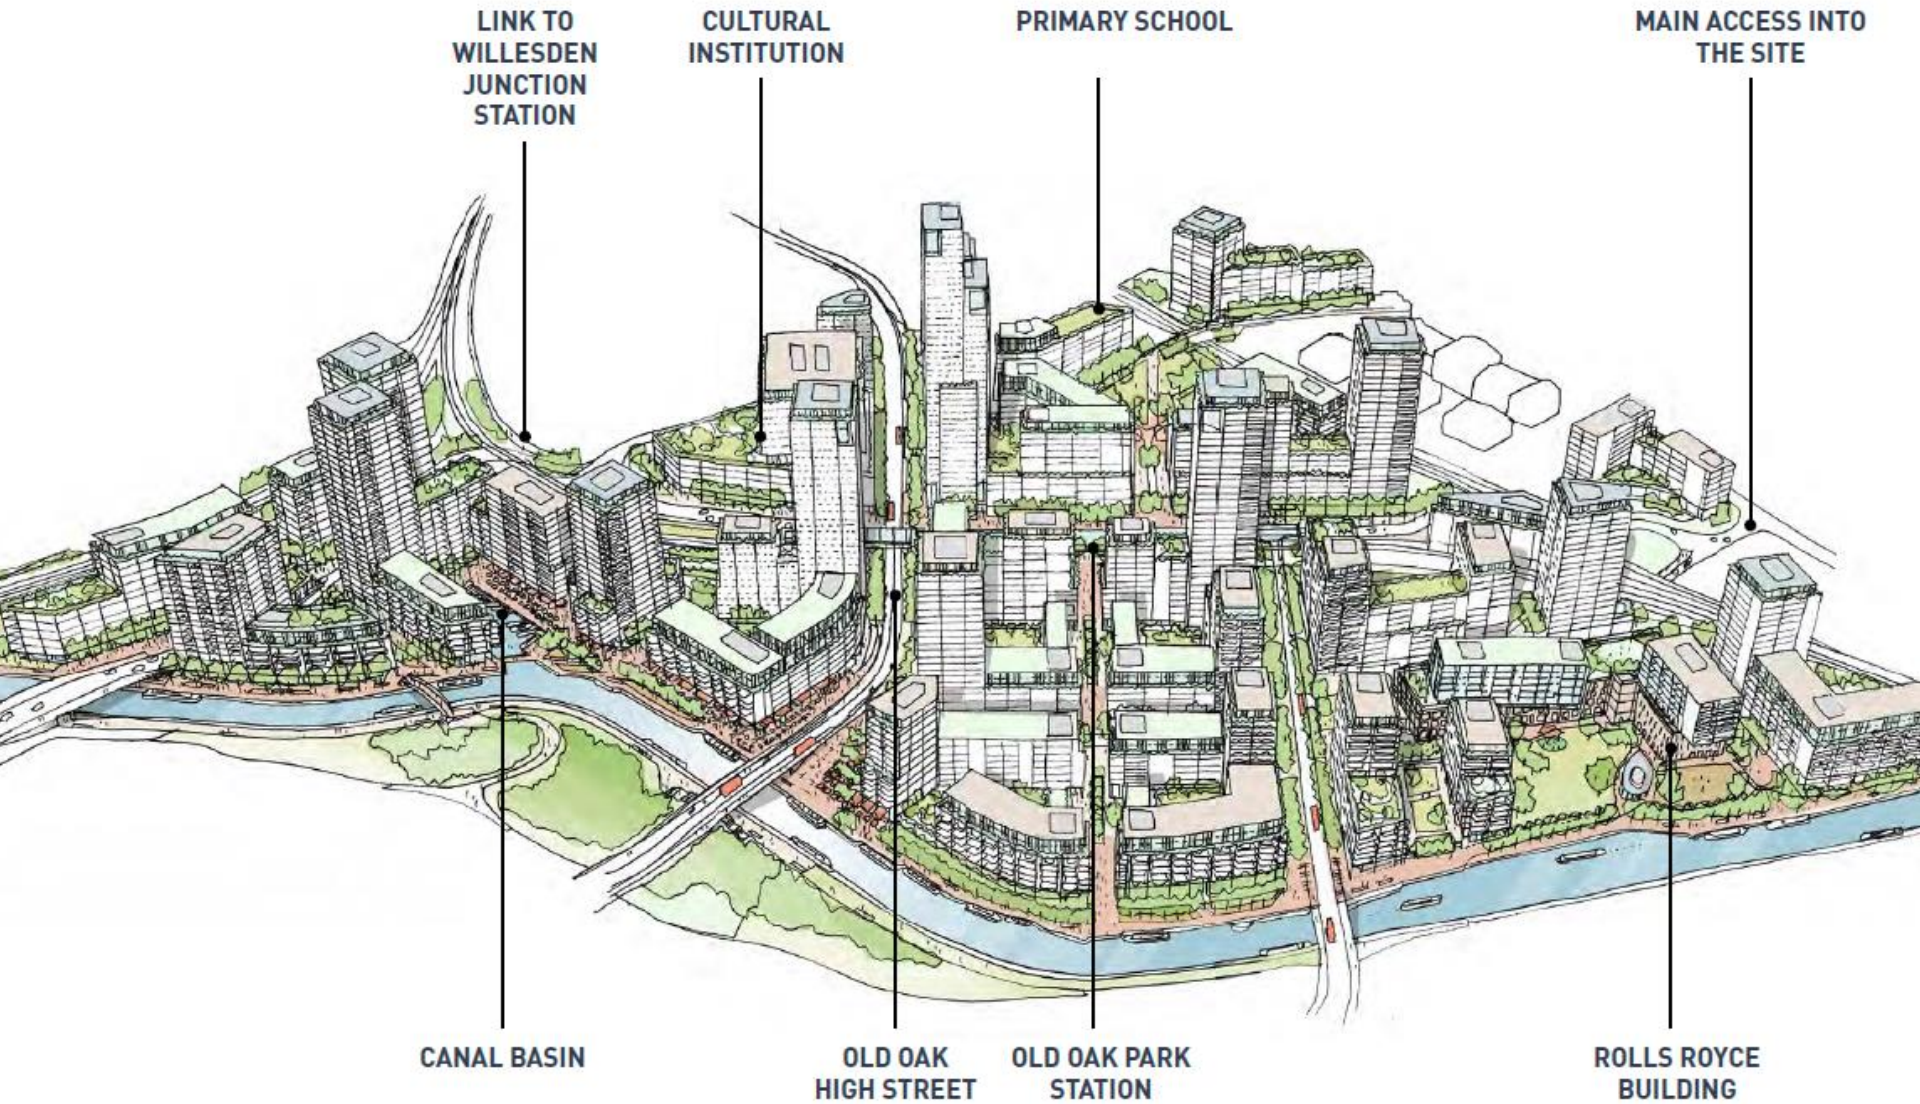 LINK TO
WILLESDEN
JUNCTION
STATION
CULTURAL
INSTITUTION
PRIMARY SCHOOL
MAIN ACCESS INTO
THE SITE
CANAL BASIN
OLD OAK
HIGH STREET
OLD OAK PARK
STATION
ROLLS ROYCE
BUILDING